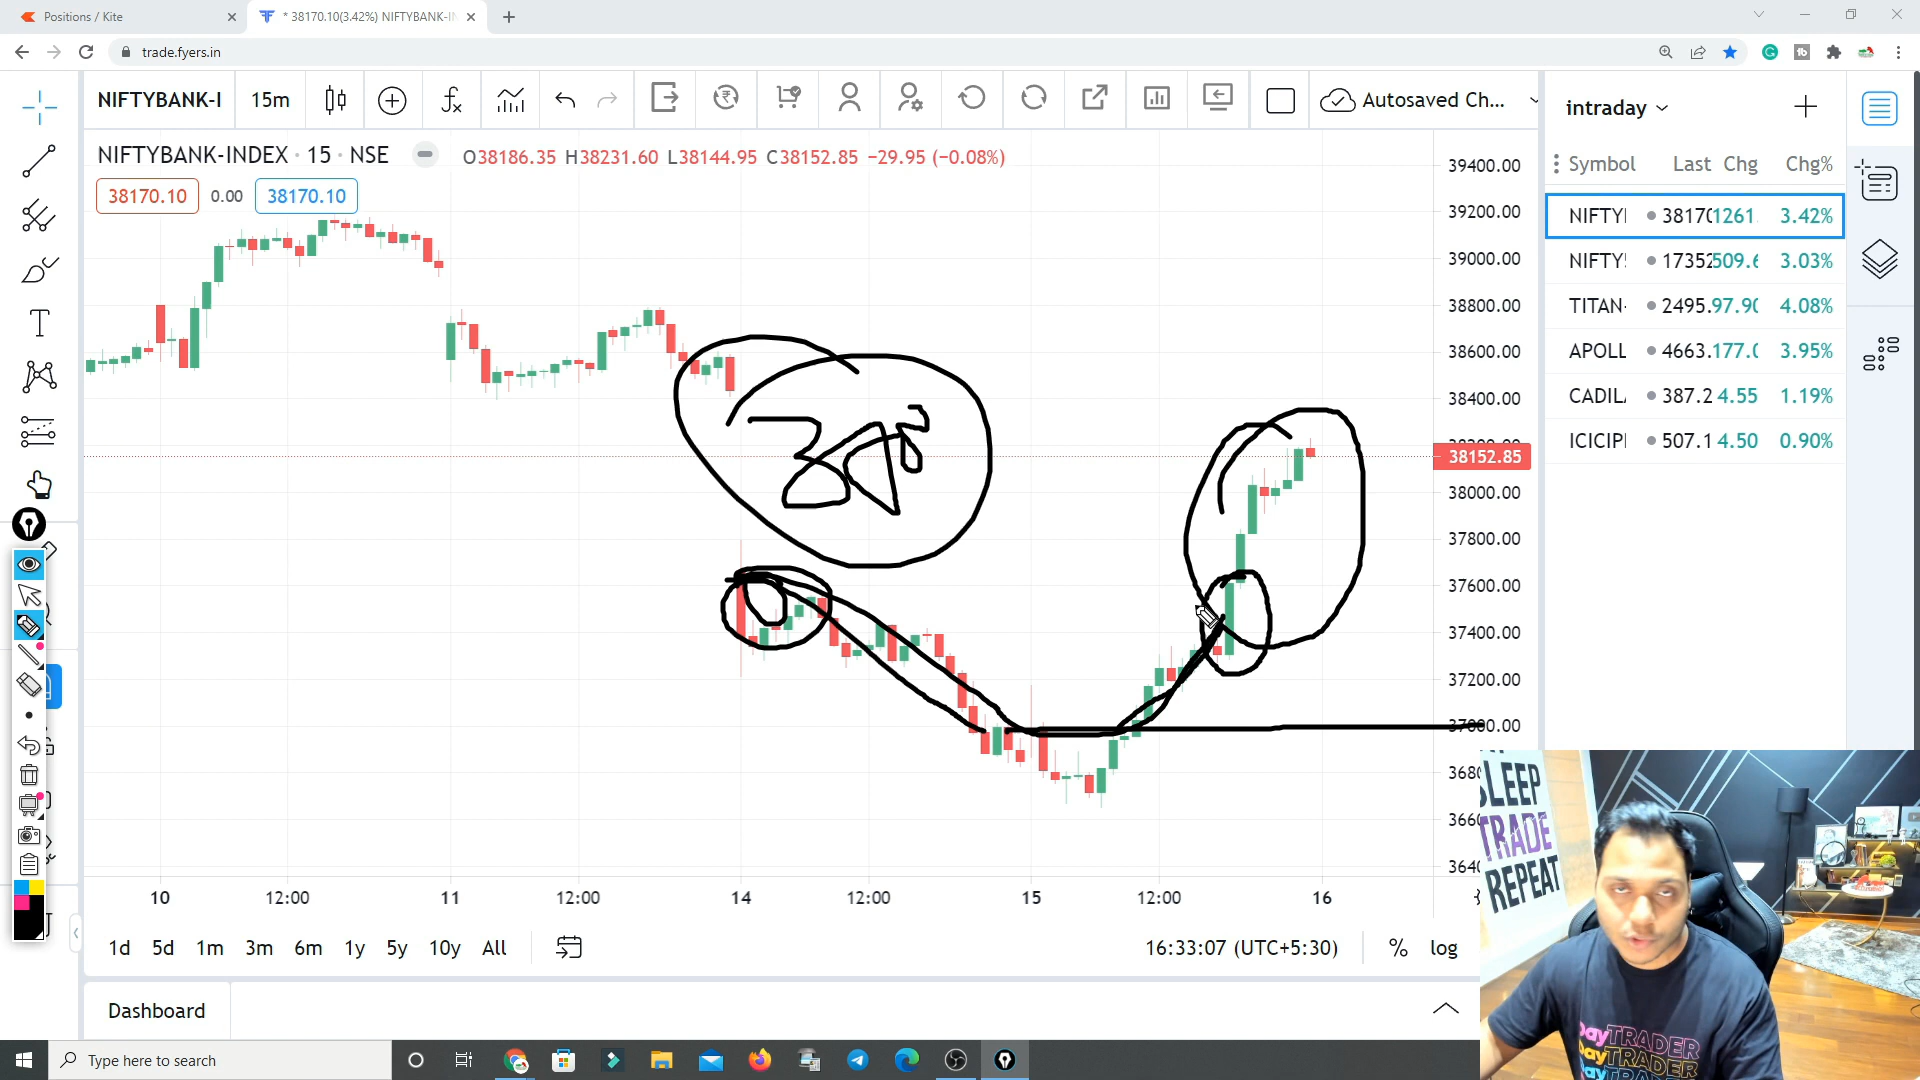 Positions / Kite
* 38170.10(3.42%) NIFTYBANK-IN
trade.fyers.in
NIFTYBANK-I
15m
Autosaved Ch...
intraday
NIFTYBANK-INDEX · 15 · NSE
O38186.35 H38231.60 L38144.95 C38152.85 −29.95 (−0.08%)
38170.10 0.00 38170.10
Symbol Last Chg Chg%
NIFTY 38170 1261. 3.42%
NIFTY 17352 509.6 3.03%
TITAN- 2495. 97.90 4.08%
APOLL 4663. 177.0 3.95%
CADIL 387.2 4.55 1.19%
ICICIP 507.1 4.50 0.90%
39400.00
39200.00
39000.00
38800.00
38600.00
38400.00
38152.85
38000.00
37800.00
37600.00
37400.00
37200.00
37000.00
10 12:00 11 12:00 14 12:00 15 12:00 16
1d 5d 1m 3m 6m 1y 5y 10y All
16:33:07 (UTC+5:30) % log
Dashboard
SLEEP
TRADE
REPEAT
DayTRADER
DayTRADER
DayTRADER
Type here to search